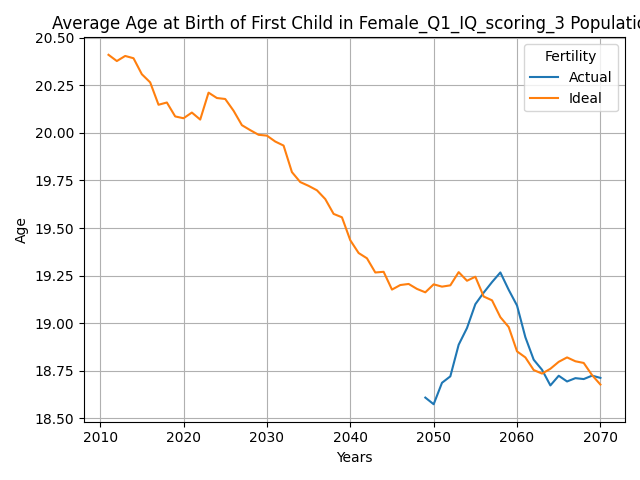 Average Age at Birth of First Child in Female_Q1_IQ_scoring_3 Populatio
20.50
20.25
20.00
19.75
19.50
19.25
19.00
18.75
18.50
Age
Fertility
Actual
Ideal
2010 2020 2030 2040 2050 2060 2070
Years